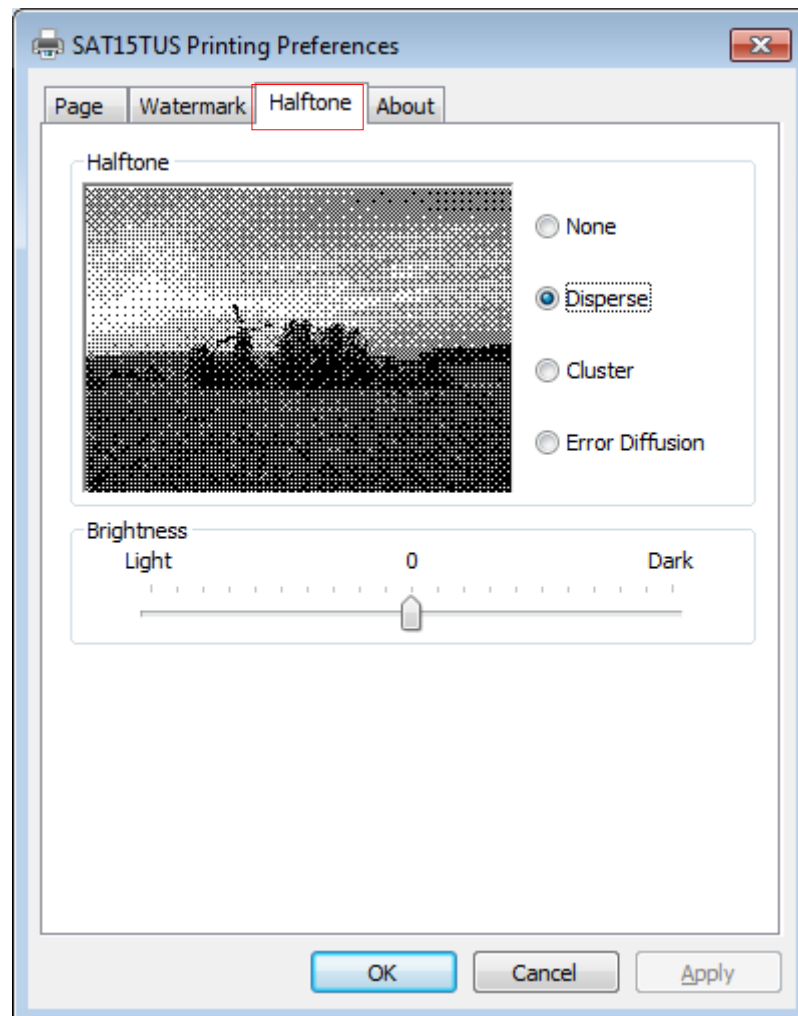 SAT15TUS Printing Preferences
Page Watermark Halftone About
Halftone
None
Disperse
Cluster
Error Diffusion
Brightness
Light 0 Dark
OK Cancel Apply